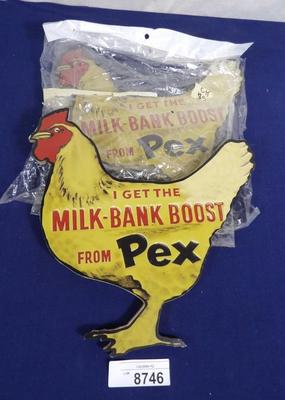 I GET THE
MILK-BANK BOOST
FROM Pex
I GET THE
MILK-BANK BOOST
FROM Pex
8746